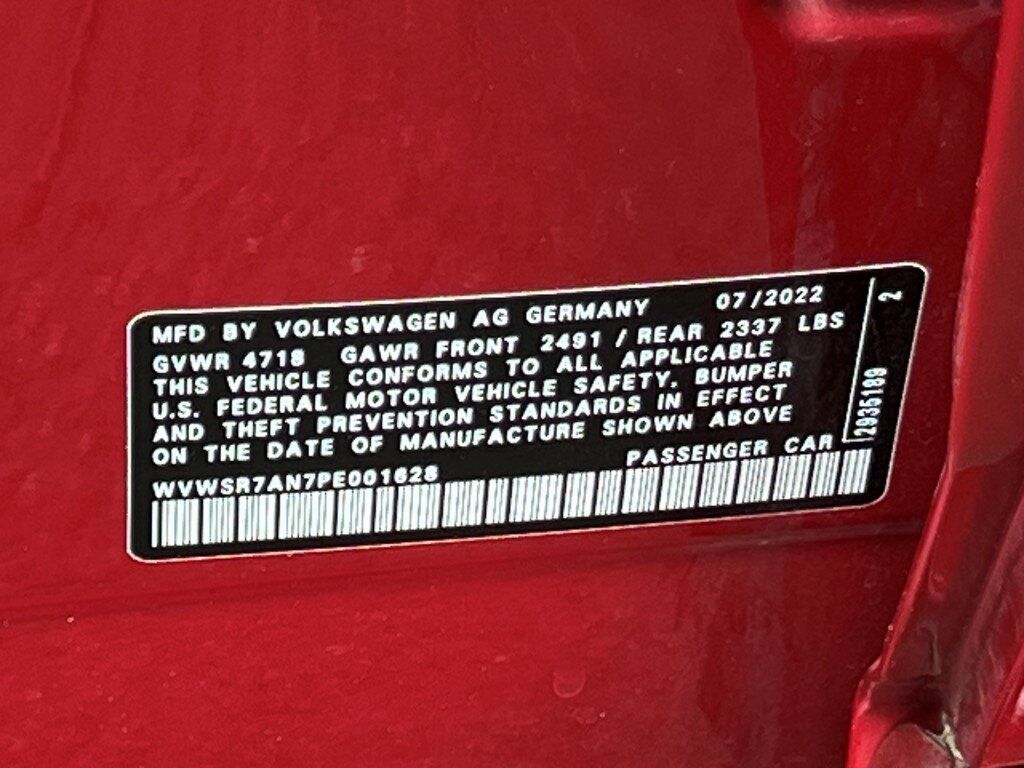 MFD BY VOLKSWAGEN AG GERMANY 07/2022
GVWR 4718 GAWR FRONT 2491 / REAR 2337 LBS
THIS VEHICLE CONFORMS TO ALL APPLICABLE
U.S. FEDERAL MOTOR VEHICLE SAFETY, BUMPER
AND THEFT PREVENTION STANDARDS IN EFFECT
ON THE DATE OF MANUFACTURE SHOWN ABOVE
PASSENGER CAR
WVWSR7AN7PE001628
2935189 2